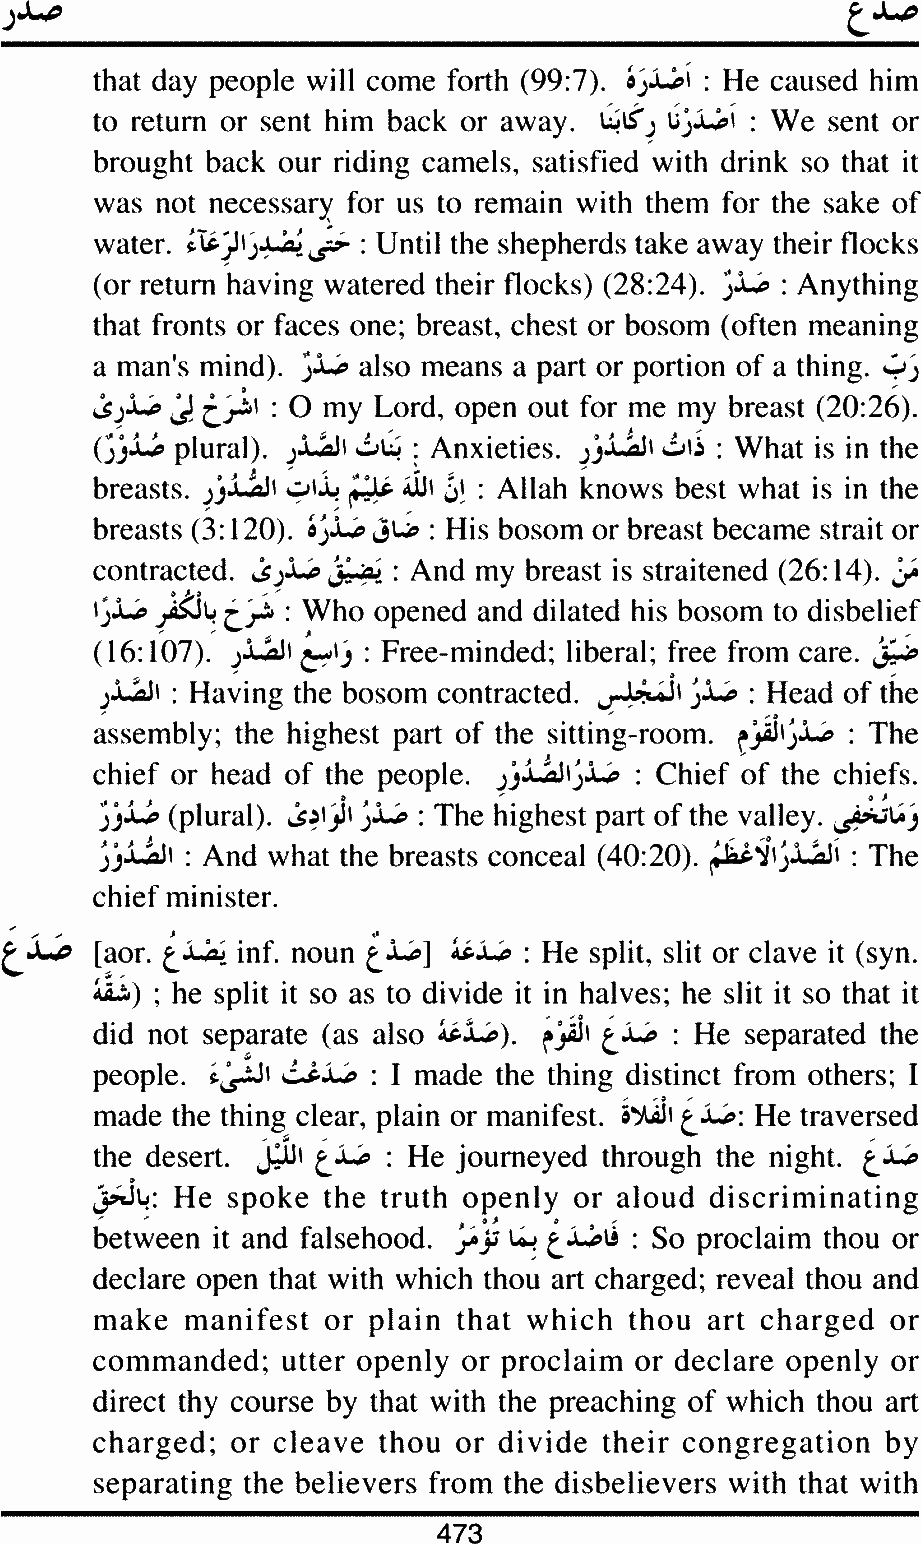 صدر صدع
that day people will come forth (99:7). اَصْدَرَهٗ : He caused him
to return or sent him back or away. اَصْدَرْنَا رِكَابَنَا : We sent or
brought back our riding camels, satisfied with drink so that it
was not necessary for us to remain with them for the sake of
water. حَتّٰى يُصْدِرَ الرِّعَآءُ : Until the shepherds take away their flocks
(or return having watered their flocks) (28:24). صَدْرٌ : Anything
that fronts or faces one; breast, chest or bosom (often meaning
a man's mind). صَدْرٌ also means a part or portion of a thing. رَبِّ
اشْرَحْ لِىْ صَدْرِىْ : O my Lord, open out for me my breast (20:26).
(صُدُوْرٌ plural). بَنَاتُ الصَّدْرِ : Anxieties. ذَاتُ الصُّدُوْرِ : What is in the
breasts. اِنَّ اللّٰهَ عَلِيْمٌ بِذَاتِ الصُّدُوْرِ : Allah knows best what is in the
breasts (3:120). ضَاقَ صَدْرُهٗ : His bosom or breast became strait or
contracted. يَضِيْقُ صَدْرِىْ : And my breast is straitened (26:14). مَنْ
شَرَحَ بِالْكُفْرِ صَدْرًا : Who opened and dilated his bosom to disbelief
(16:107). وَاسِعُ الصَّدْرِ : Free-minded; liberal; free from care. ضَيِّقُ
الصَّدْرِ : Having the bosom contracted. صَدْرُ الْمَجْلِسِ : Head of the
assembly; the highest part of the sitting-room. صَدْرُالْقَوْمِ : The
chief or head of the people. صَدْرُالصُّدُوْرِ : Chief of the chiefs.
صُدُوْرٌ (plural). صَدْرُ الْوَادِىْ : The highest part of the valley. وَمَاتُخْفِى
الصُّدُوْرُ : And what the breasts conceal (40:20). اَلصَّدْرُالْاَعْظَمُ : The
chief minister.
صَدَعَ [aor. يَصْدَعُ inf. noun صَدْعٌ] صَدَعَهٗ : He split, slit or clave it (syn.
شَقَّهٗ) ; he split it so as to divide it in halves; he slit it so that it
did not separate (as also صَدَّعَهٗ). صَدَعَ الْقَوْمَ : He separated the
people. صَدَعْتُ الشَّىْءَ : I made the thing distinct from others; I
made the thing clear, plain or manifest. صَدَعَ الْفَلَاةَ: He traversed
the desert. صَدَعَ اللَّيْلَ : He journeyed through the night. صَدَعَ
بِالْحَقِّ: He spoke the truth openly or aloud discriminating
between it and falsehood. فَاصْدَعْ بِمَا تُؤْمَرُ : So proclaim thou or
declare open that with which thou art charged; reveal thou and
make manifest or plain that which thou art charged or
commanded; utter openly or proclaim or declare openly or
direct thy course by that with the preaching of which thou art
charged; or cleave thou or divide their congregation by
separating the believers from the disbelievers with that with
473